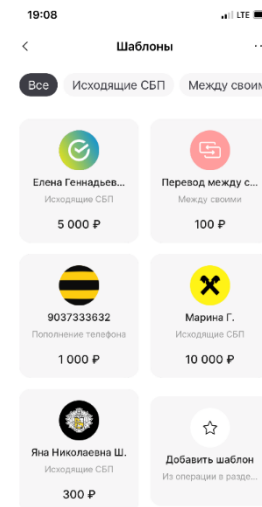 19:08
LTE
Шаблоны
Все
Исходящие СБП
Между своим
Елена Геннадьев...
Исходящие СБП
5 000 ₽
Перевод между с...
Между своими
100 ₽
9037333632
Пополнение телефона
1 000 ₽
Марина Г.
Исходящие СБП
10 000 ₽
Яна Николаевна Ш.
Исходящие СБП
300 ₽
Добавить шаблон
Из операции в разде...